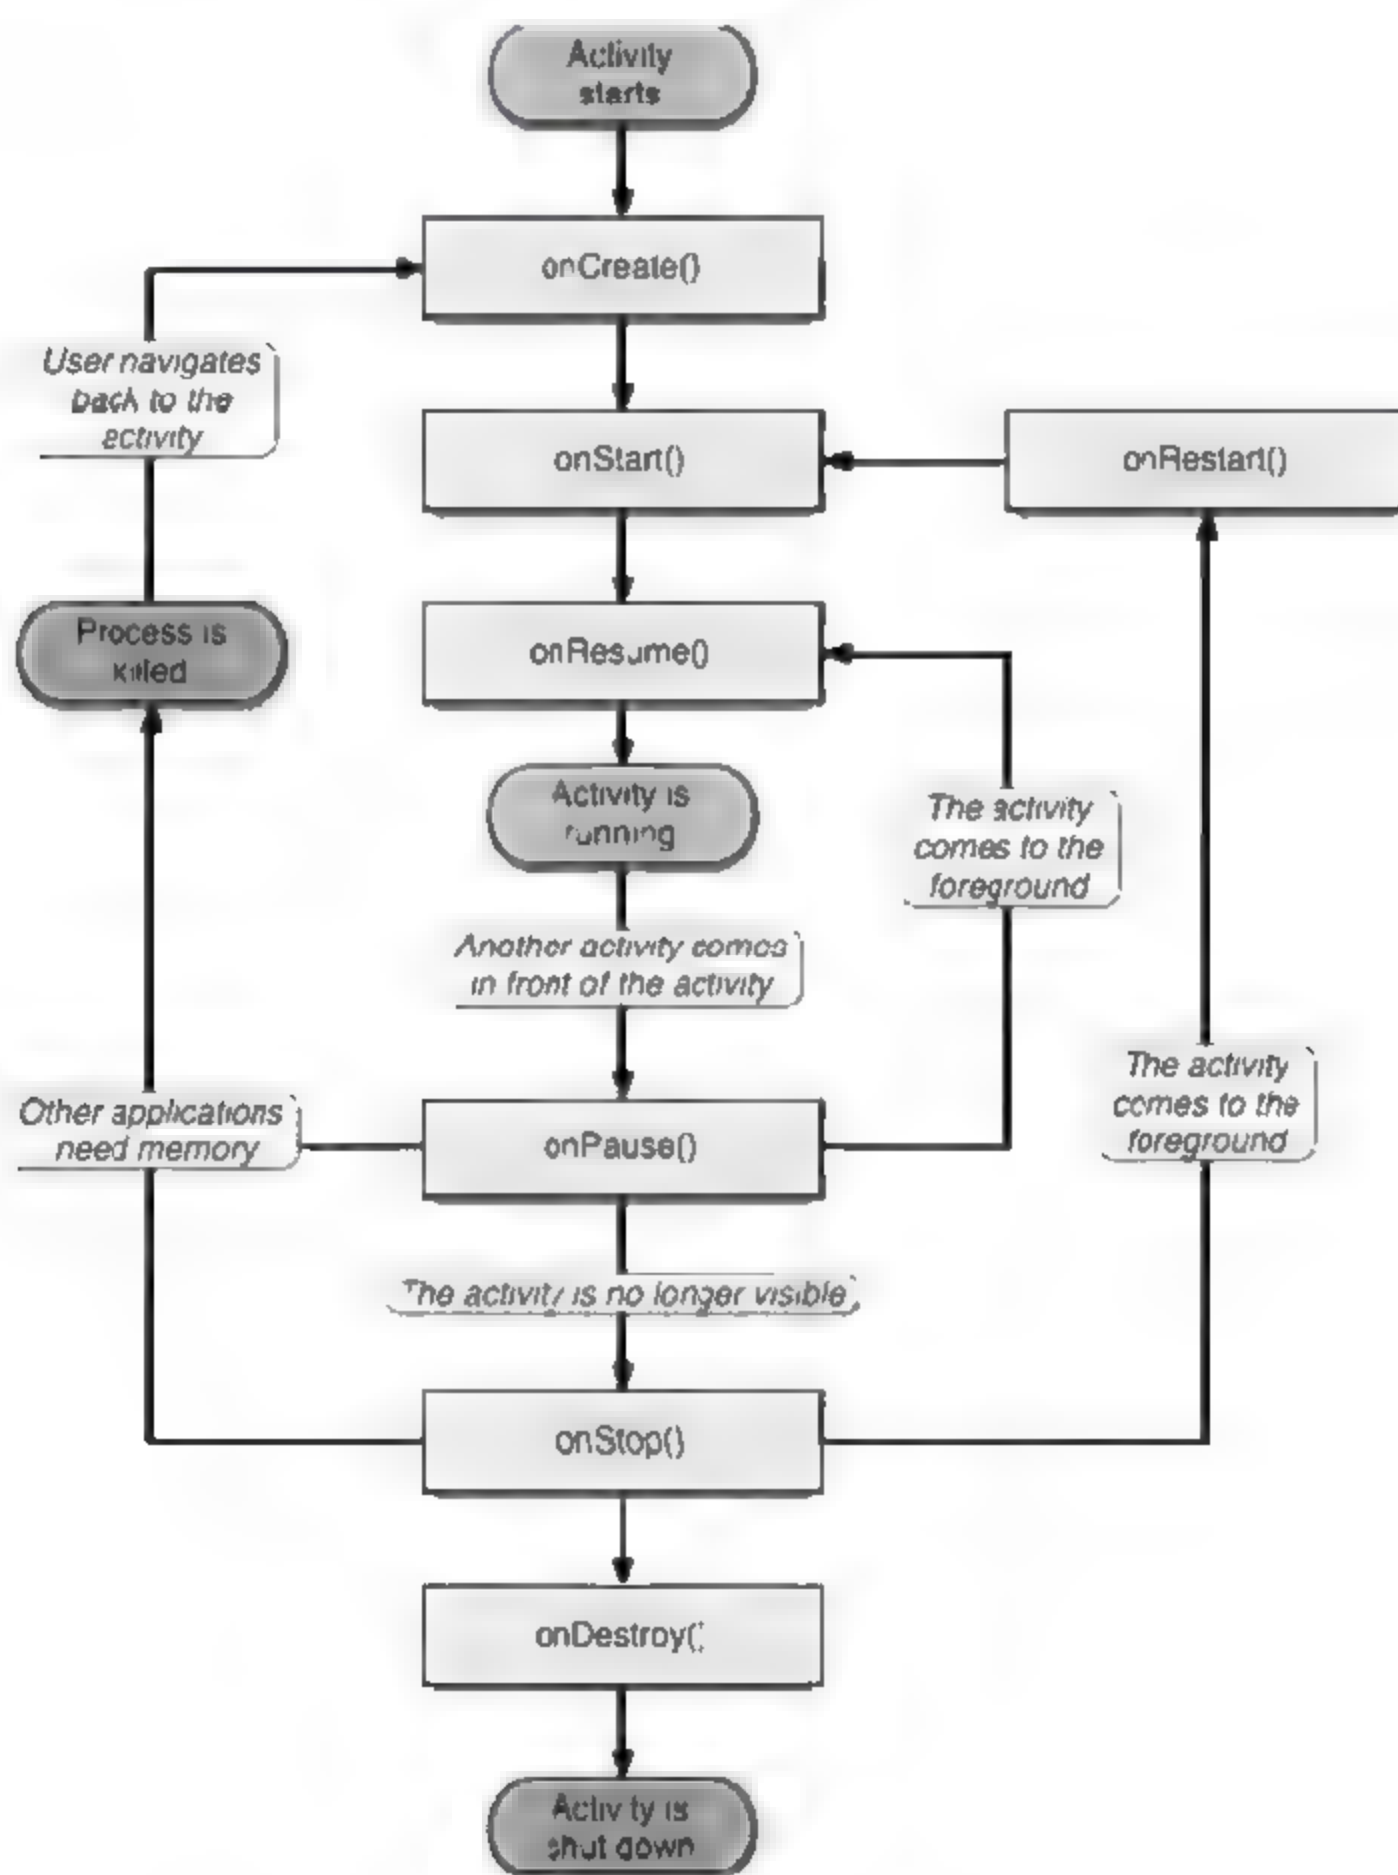 Activity
starts
onCreate()
User navigates
back to the
activity
onStart()
onRestart()
Process is
killed
onResume()
Activity is
running
The activity
comes to the
foreground
Another activity comes
in front of the activity
The activity
comes to the
foreground
Other applications
need memory
onPause()
The activity is no longer visible
onStop()
onDestroy()
Activity is
shut down